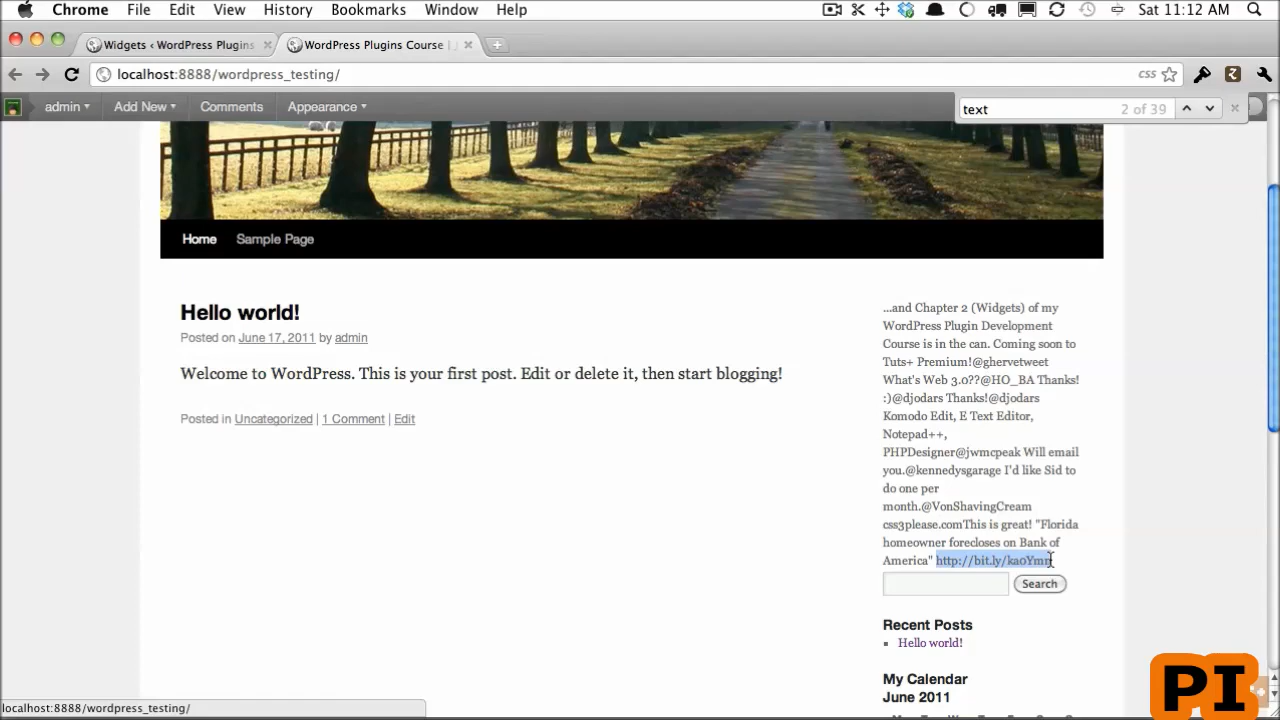 Chrome File Edit View History Bookmarks Window Help Sat 11:12 AM
Widgets ‹ WordPress Plugins WordPress Plugins Course |
localhost:8888/wordpress_testing/ css
admin Add New Comments Appearance text 2 of 39
Home Sample Page
Hello world!
Posted on June 17, 2011 by admin
Welcome to WordPress. This is your first post. Edit or delete it, then start blogging!
Posted in Uncategorized | 1 Comment | Edit
...and Chapter 2 (Widgets) of my
WordPress Plugin Development
Course is in the can. Coming soon to
Tuts+ Premium!@ghervetweet
What's Web 3.0??@HO_BA Thanks!
:)@djodars Thanks!@djodars
Komodo Edit, E Text Editor,
Notepad++,
PHPDesigner@jwmcpeak Will email
you.@kennedysgarage I'd like Sid to
do one per
month.@VonShavingCream
css3please.comThis is great! "Florida
homeowner forecloses on Bank of
America" http://bit.ly/ka0Ymn
Search
Recent Posts
Hello world!
My Calendar
June 2011
localhost:8888/wordpress_testing/
PI